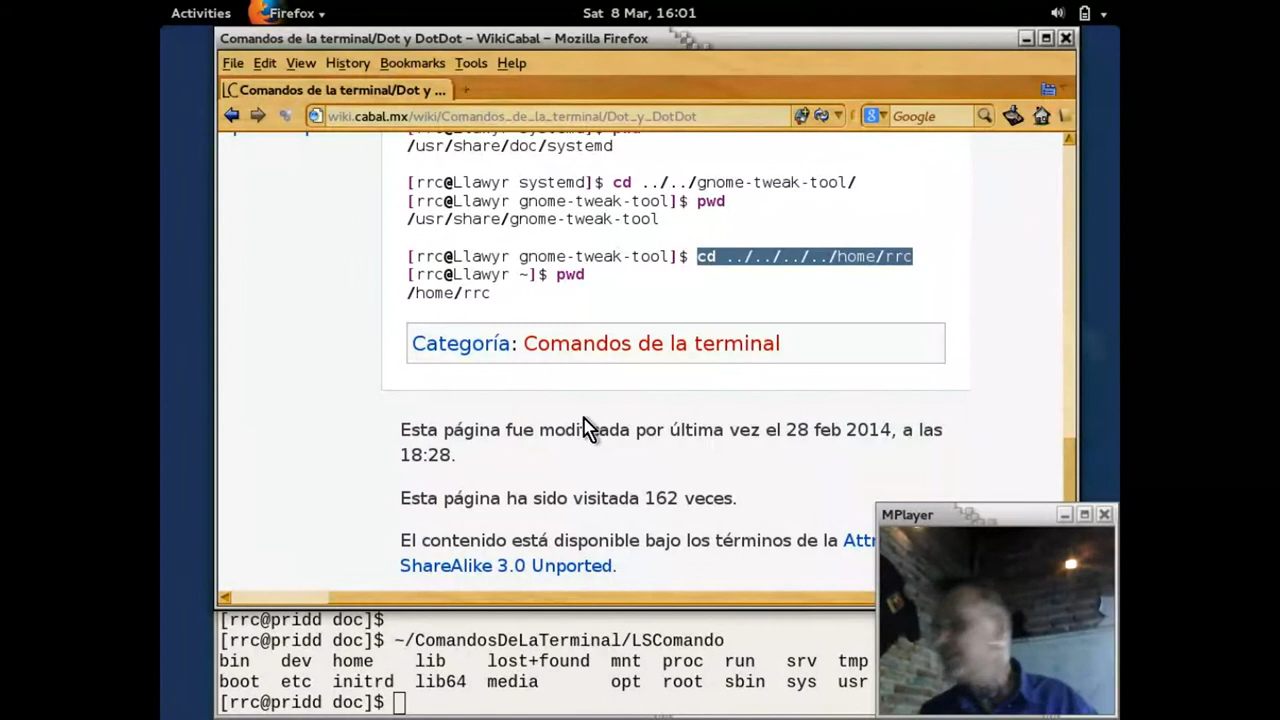 Activities Firefox Sat 8 Mar, 16:01
Comandos de la terminal/Dot y DotDot – WikiCabal – Mozilla Firefox
File Edit View History Bookmarks Tools Help
Comandos de la terminal/Dot y ...
wiki.cabal.mx/wiki/Comandos_de_la_terminal/Dot_y_DotDot Google
[rrc@Llawyr systemd]$ pwd
/usr/share/doc/systemd
[rrc@Llawyr systemd]$ cd ../../gnome-tweak-tool/
[rrc@Llawyr gnome-tweak-tool]$ pwd
/usr/share/gnome-tweak-tool
[rrc@Llawyr gnome-tweak-tool]$ cd ../../../../home/rrc
[rrc@Llawyr ~]$ pwd
/home/rrc
Categoría: Comandos de la terminal
Esta página fue modificada por última vez el 28 feb 2014, a las
18:28.
Esta página ha sido visitada 162 veces.
El contenido está disponible bajo los términos de la Attr
ShareAlike 3.0 Unported.
MPlayer
[rrc@pridd doc]$
[rrc@pridd doc]$ ~/ComandosDeLaTerminal/LSComando
bin dev home lib lost+found mnt proc run srv tmp
boot etc initrd lib64 media opt root sbin sys usr
[rrc@pridd doc]$